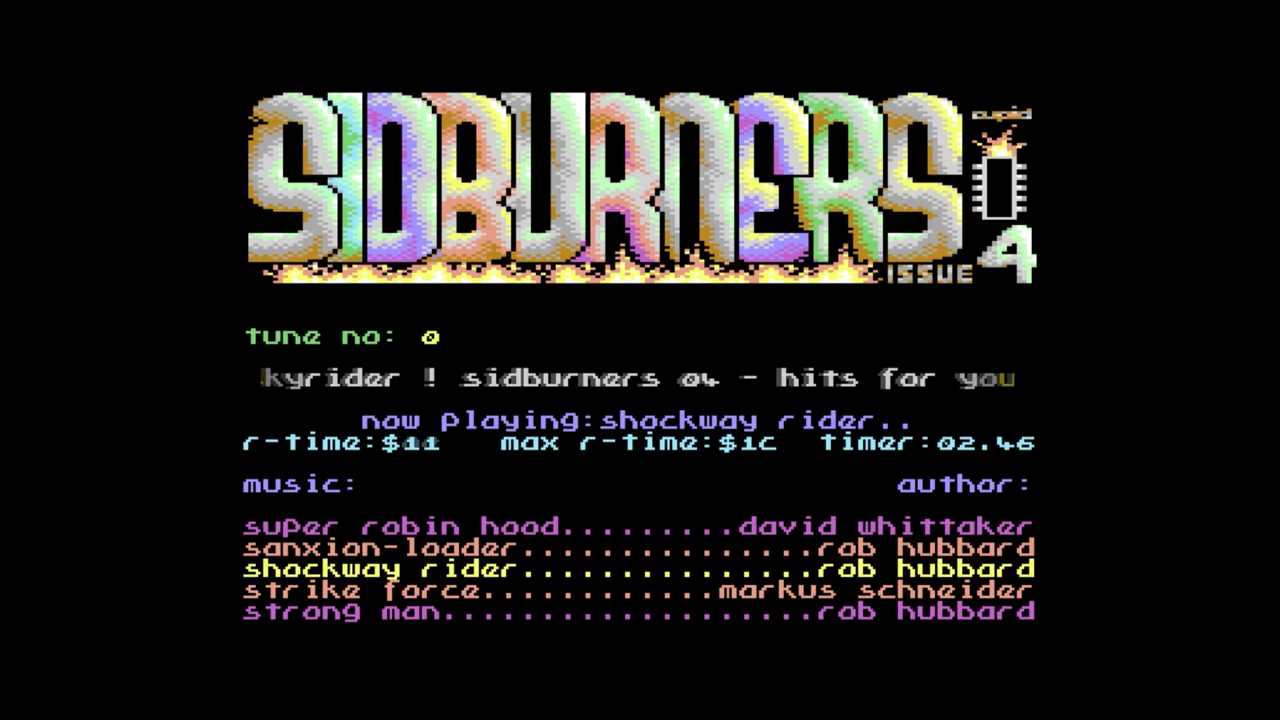 SIDBURNERS
cupid
ISSUE 4
tune no: 0
kyrider ! sidburners 04 - hits for you
now playing:shockway rider..
r-time:$11 max r-time:$1c timer:02.46
music: author:
super robin hood.........david whittaker
sanxion-loader...............rob hubbard
shockway rider...............rob hubbard
strike force............markus schneider
strong man...................rob hubbard